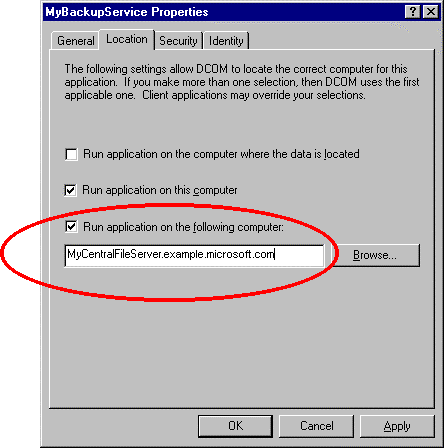 MyBackupService Properties
General Location Security Identity
The following settings allow DCOM to locate the correct computer for this
application. If you make more than one selection, then DCOM uses the first
applicable one. Client applications may override your selections.
Run application on the computer where the data is located
Run application on this computer
Run application on the following computer:
MyCentralFileServer.example.microsoft.com
Browse...
OK Cancel Apply